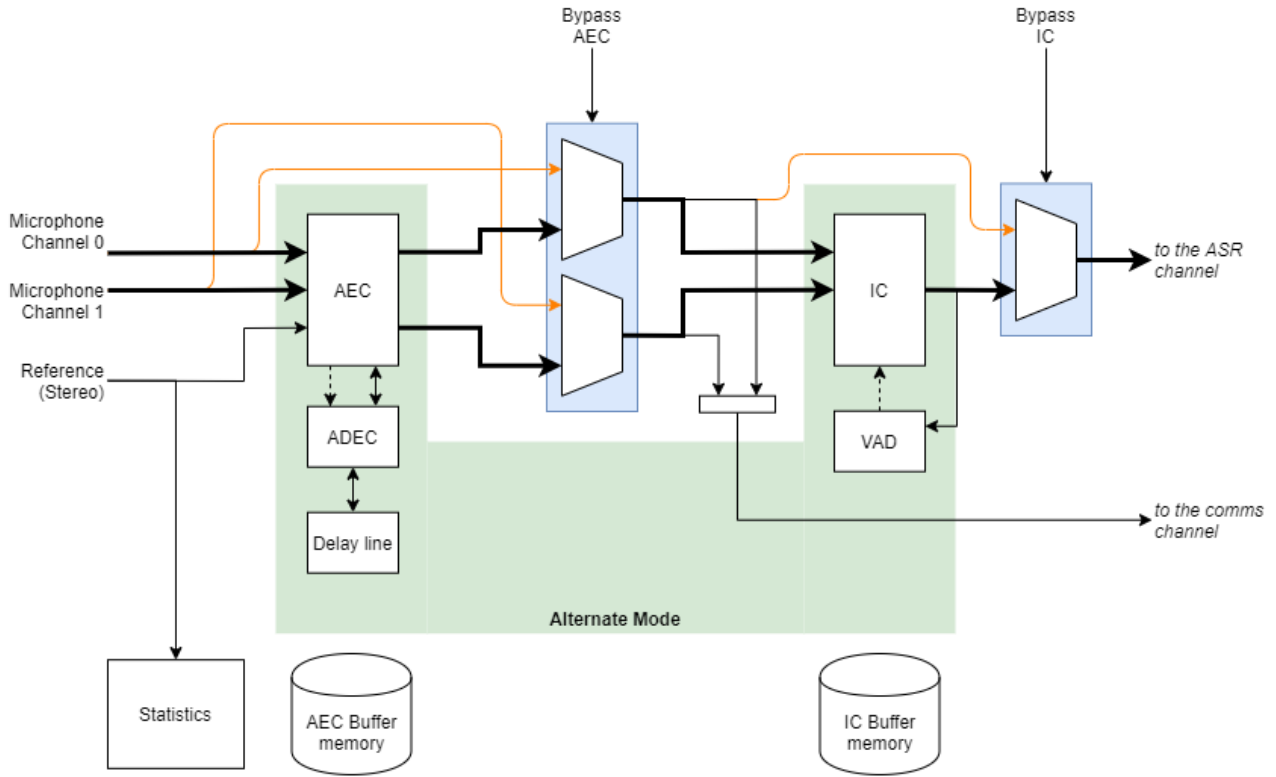 Bypass
AEC
Bypass
IC
Microphone
Channel 0
Microphone
Channel 1
Reference
(Stereo)
AEC
IC
to the ASR
channel
ADEC
VAD
Delay line
to the comms
channel
Alternate Mode
Statistics
AEC Buffer
memory
IC Buffer
memory